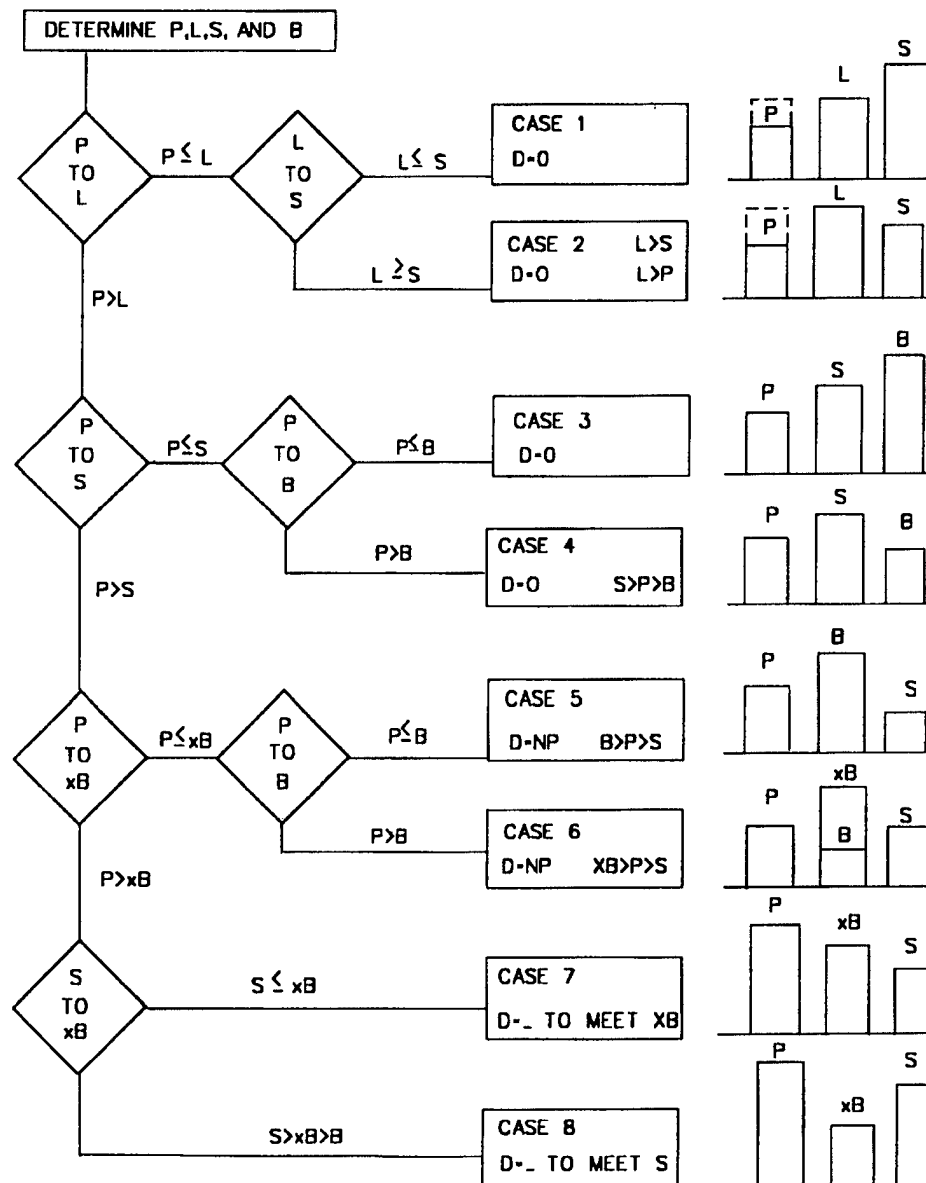 DETERMINE P,L,S, AND B
P TO L
P ≤ L
L TO S
L ≤ S
CASE 1
D=0
P
L
S
L ≥ S
CASE 2 L>S
D=0 L>P
P
L
S
P>L
P TO S
P≤S
P TO B
P≤B
CASE 3
D=0
P
S
B
P>B
CASE 4
D=0 S>P>B
P
S
B
P>S
P TO xB
P≤xB
P TO B
P≤B
CASE 5
D=NP B>P>S
P
B
S
P>B
CASE 6
D=NP XB>P>S
P
xB
B
S
P>xB
S TO xB
S ≤ xB
CASE 7
D=_ TO MEET XB
P
xB
S
S>xB>B
CASE 8
D=_ TO MEET S
P
xB
S